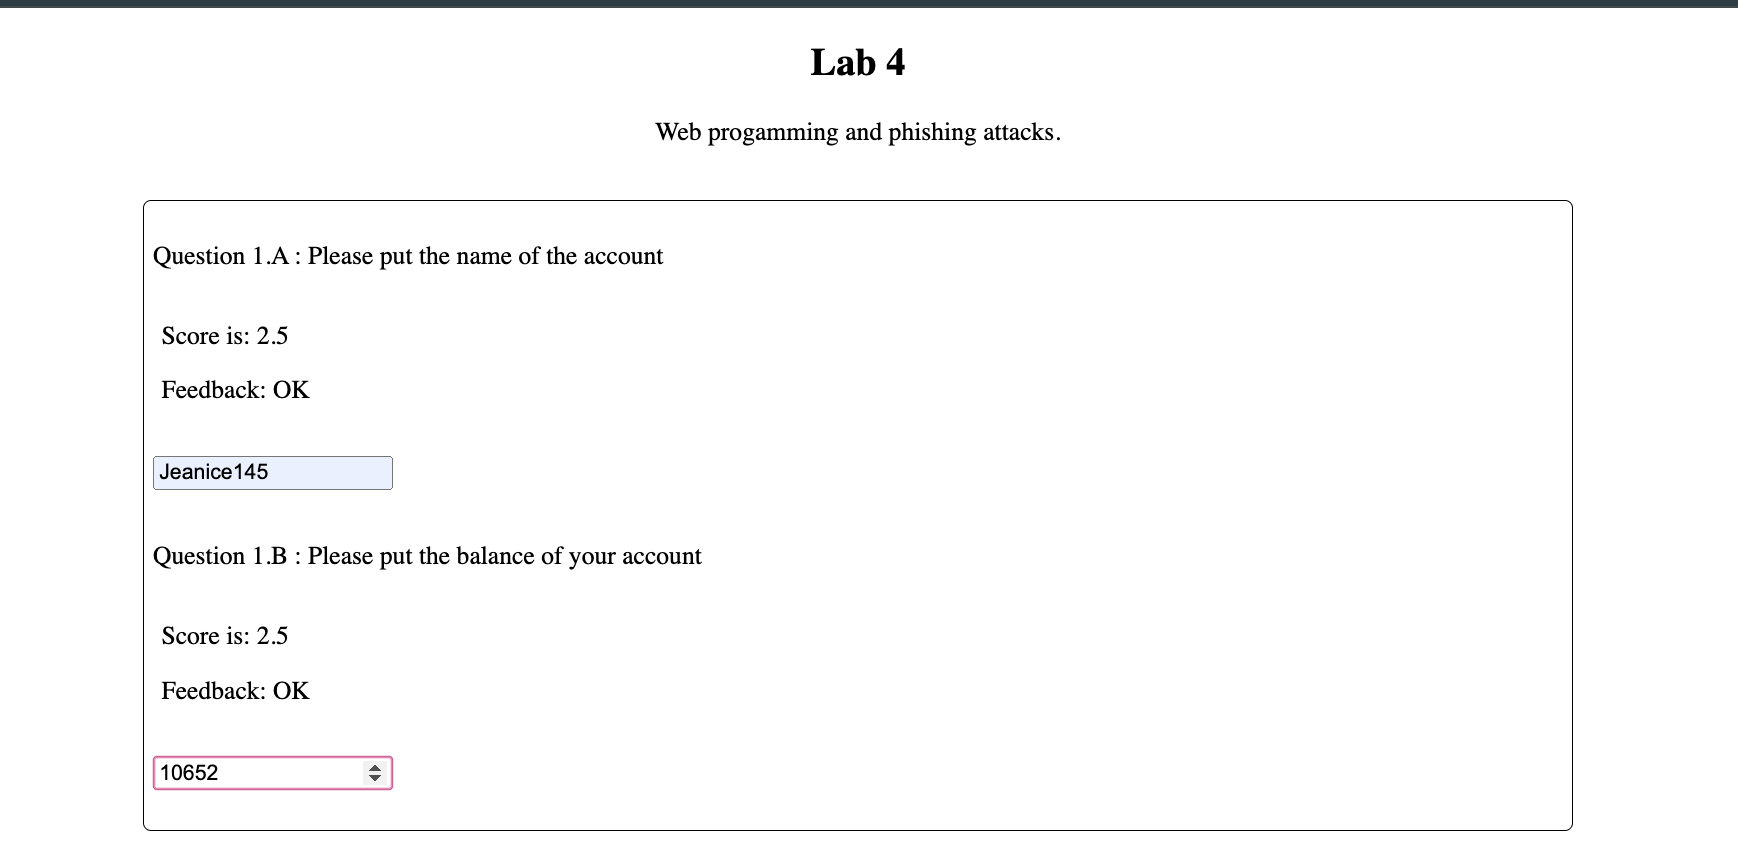 Lab 4
Web progamming and phishing attacks.
Question 1.A : Please put the name of the account
Score is: 2.5
Feedback: OK
Jeanice145
Question 1.B : Please put the balance of your account
Score is: 2.5
Feedback: OK
10652